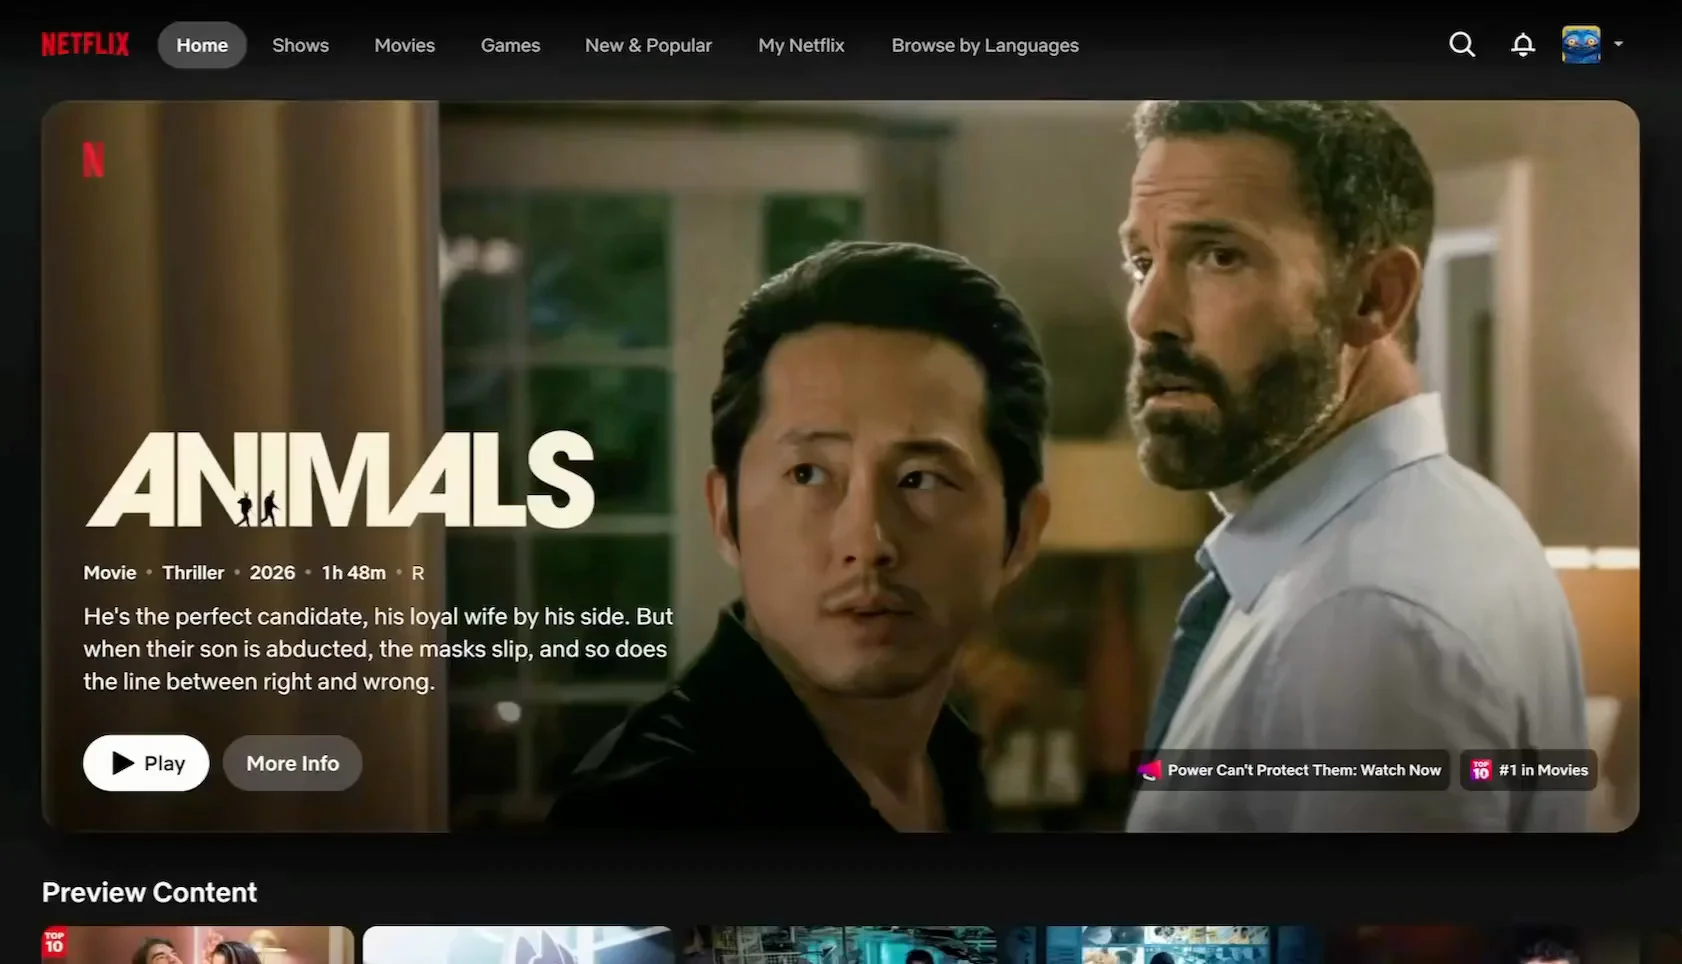 NETFLIX Home Shows Movies Games New & Popular My Netflix Browse by Languages
N
ANIMALS
Movie • Thriller • 2026 • 1h 48m • R
He's the perfect candidate, his loyal wife by his side. But
when their son is abducted, the masks slip, and so does
the line between right and wrong.
Play More Info
Power Can't Protect Them: Watch Now
TOP
10
#1 in Movies
Preview Content
TOP
10